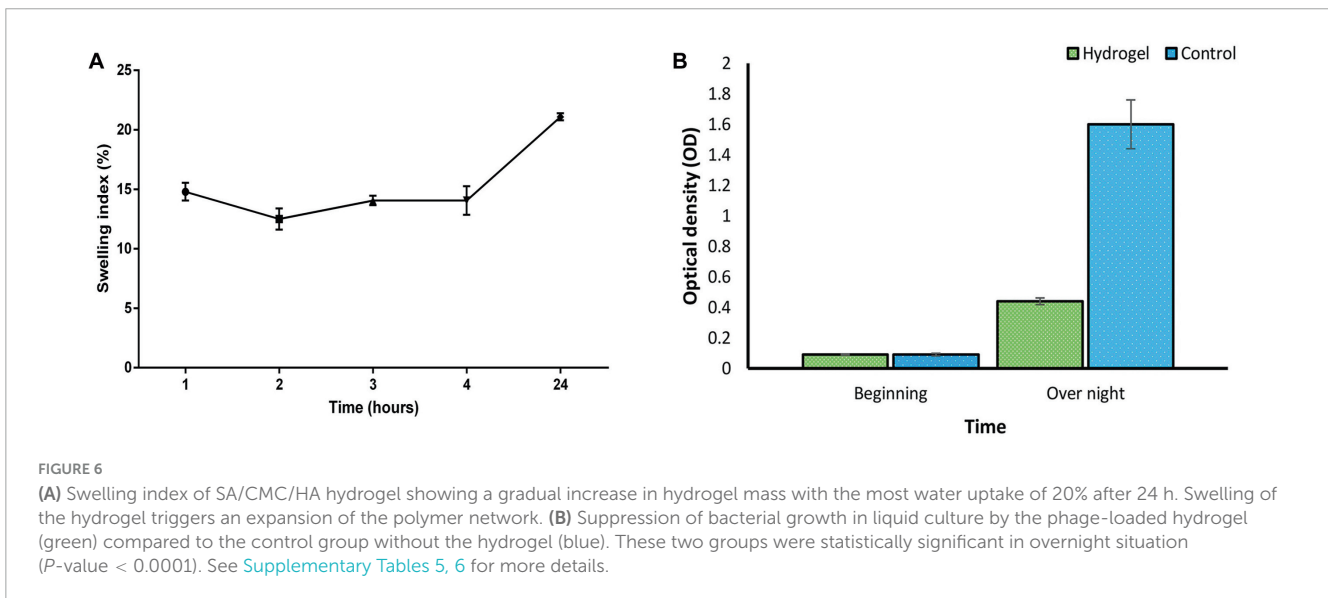 A
25
20
15
10
5
0
Swelling index (%)
1 2 3 4 24
Time (hours)
B
Hydrogel Control
2
1.8
1.6
1.4
1.2
1
0.8
0.6
0.4
0.2
0
Optical density (OD)
Beginning Over night
Time
FIGURE 6
(A) Swelling index of SA/CMC/HA hydrogel showing a gradual increase in hydrogel mass with the most water uptake of 20% after 24 h. Swelling of
the hydrogel triggers an expansion of the polymer network. (B) Suppression of bacterial growth in liquid culture by the phage-loaded hydrogel
(green) compared to the control group without the hydrogel (blue). These two groups were statistically significant in overnight situation
(P-value < 0.0001). See Supplementary Tables 5, 6 for more details.